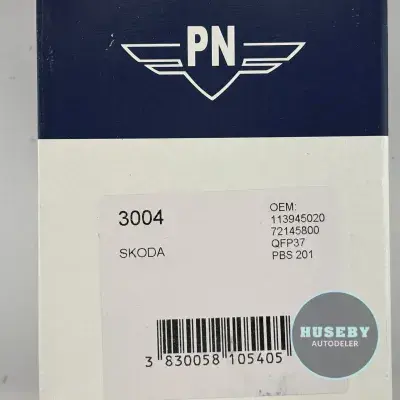 PN
3004
SKODA
OEM:
113945020
72145800
QFP37
PBS 201
3 830058 105405
HUSEBY
AUTODELER